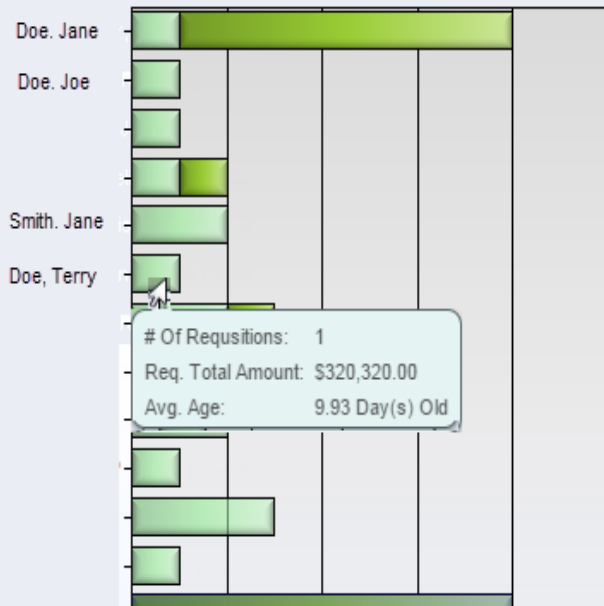 Doe. Jane
Doe. Joe
Smith. Jane
Doe, Terry
# Of Requsitions: 1
Req. Total Amount: $320,320.00
Avg. Age: 9.93 Day(s) Old